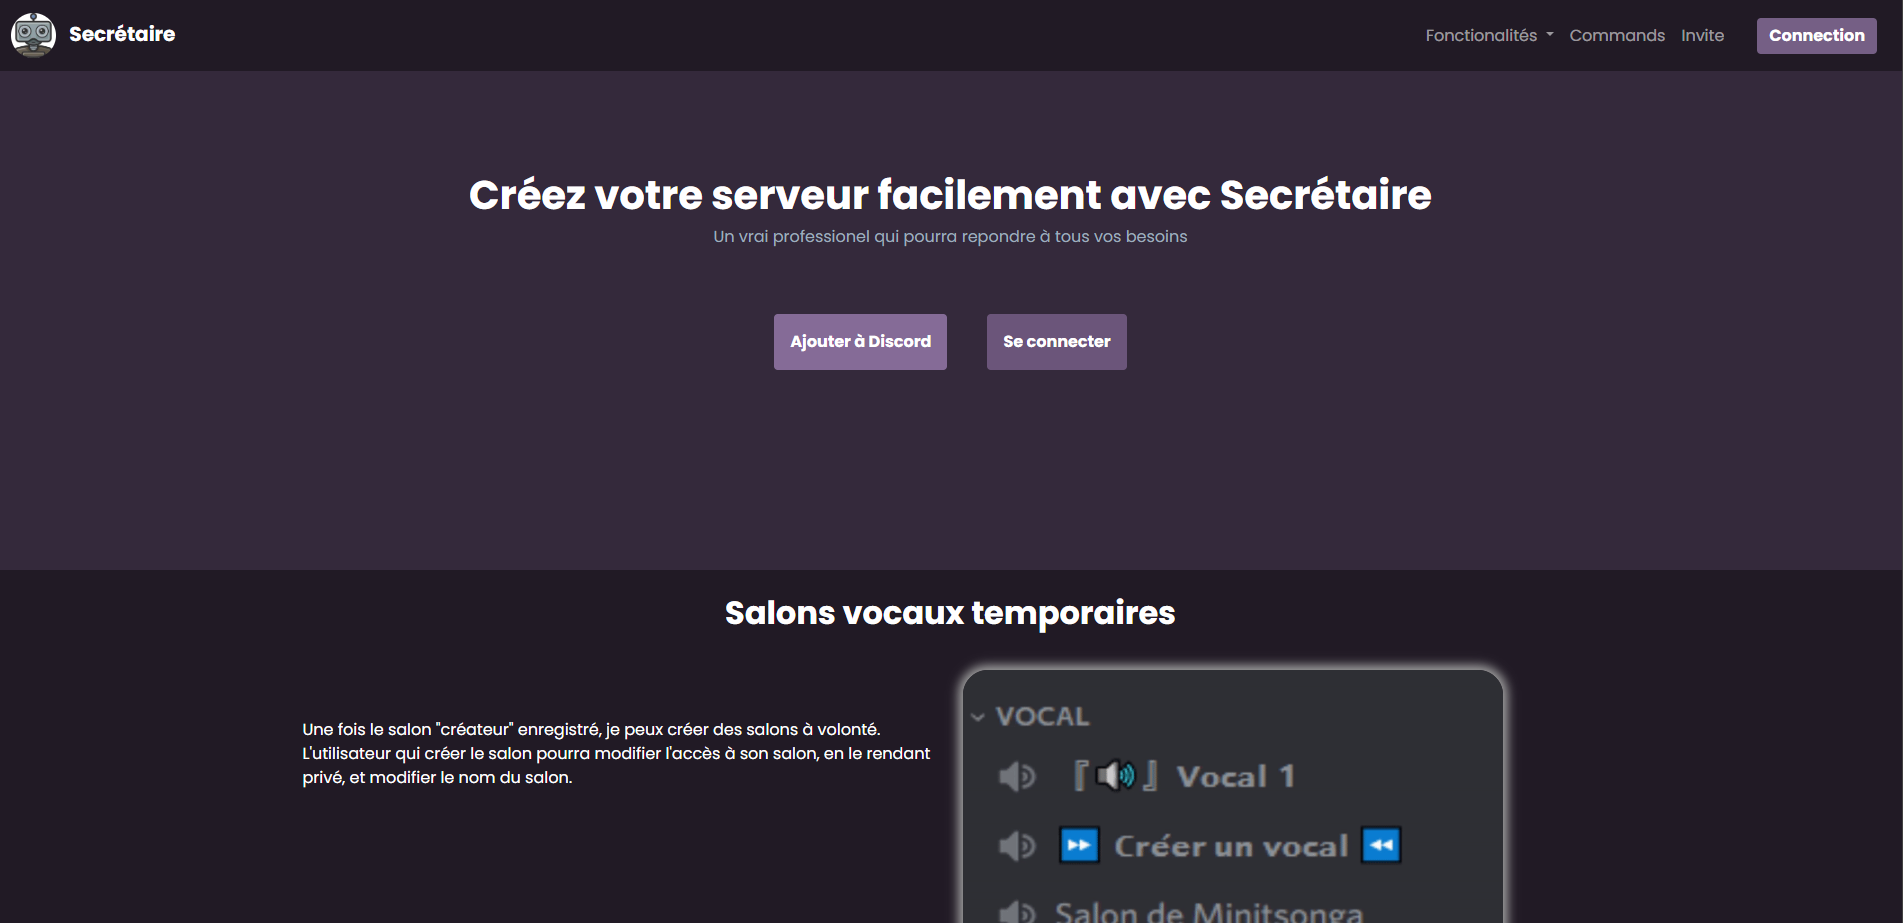 Secrétaire
Fonctionalités
Commands
Invite
Connection
Créez votre serveur facilement avec Secrétaire
Un vrai professionel qui pourra repondre à tous vos besoins
Ajouter à Discord
Se connecter
Salons vocaux temporaires
Une fois le salon "créateur" enregistré, je peux créer des salons à volonté.
L'utilisateur qui créer le salon pourra modifier l'accès à son salon, en le rendant
privé, et modifier le nom du salon.
VOCAL
『🔊』 Vocal 1
⏩ Créer un vocal ⏪
Salon de Minitsonga